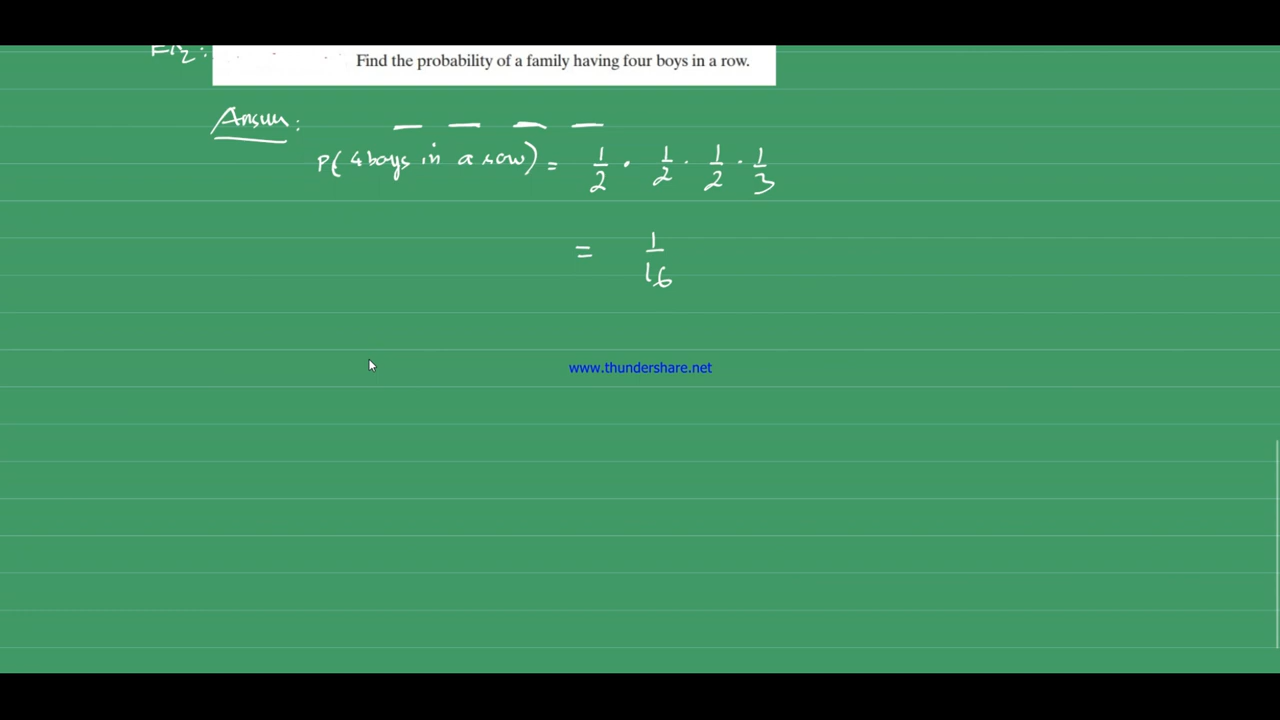 Find the probability of a family having four boys in a row.
Answer:
P(4 boys in a row) = 1/2 · 1/2 · 1/2 · 1/3
= 1/16
www.thundershare.net